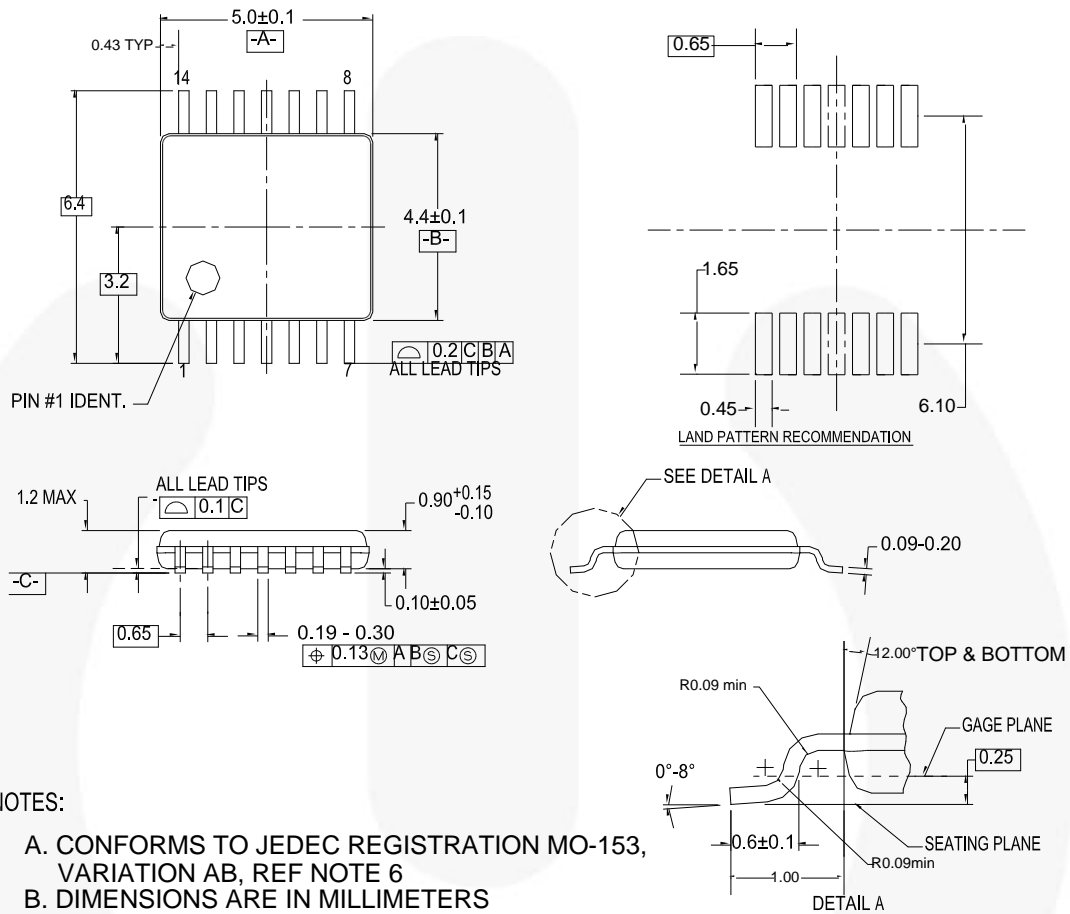 5.0±0.1
-A-
0.43 TYP
14
8
6.4
4.4±0.1
-B-
3.2
0.2 C B A
ALL LEAD TIPS
1
7
PIN #1 IDENT.
0.65
1.65
0.45
6.10
LAND PATTERN RECOMMENDATION
ALL LEAD TIPS
0.1 C
1.2 MAX
0.90 +0.15 -0.10
-C-
0.10±0.05
0.65
0.19 - 0.30
⌖ 0.13 Ⓜ A B Ⓢ C Ⓢ
SEE DETAIL A
0.09-0.20
12.00° TOP & BOTTOM
R0.09 min
GAGE PLANE
0.25
0°-8°
SEATING PLANE
0.6±0.1
R0.09min
1.00
DETAIL A
NOTES:
A. CONFORMS TO JEDEC REGISTRATION MO-153,
VARIATION AB, REF NOTE 6
B. DIMENSIONS ARE IN MILLIMETERS